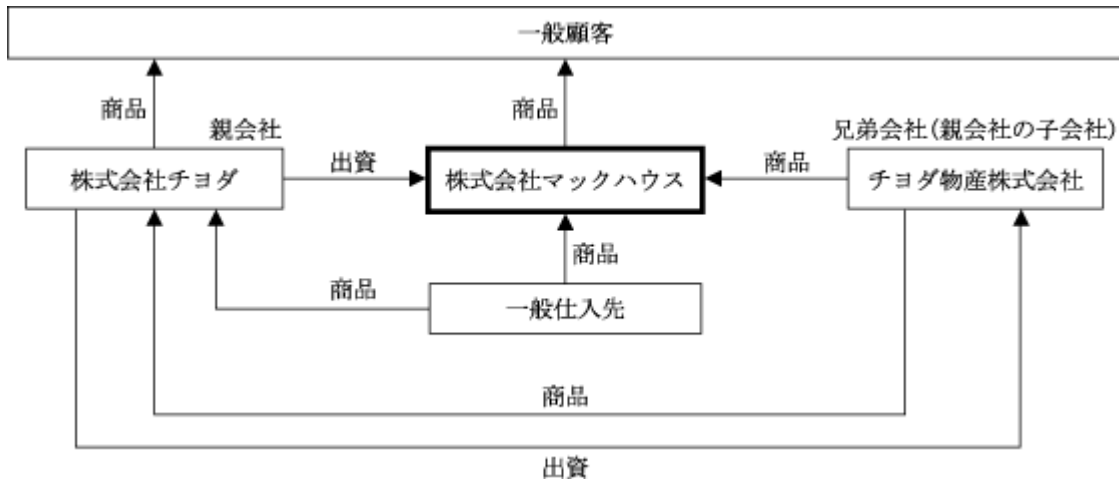 一般顧客
商品
商品
親会社
兄弟会社(親会社の子会社)
株式会社チヨダ
出資
株式会社マックハウス
商品
チヨダ物産株式会社
商品
商品
一般仕入先
商品
出資